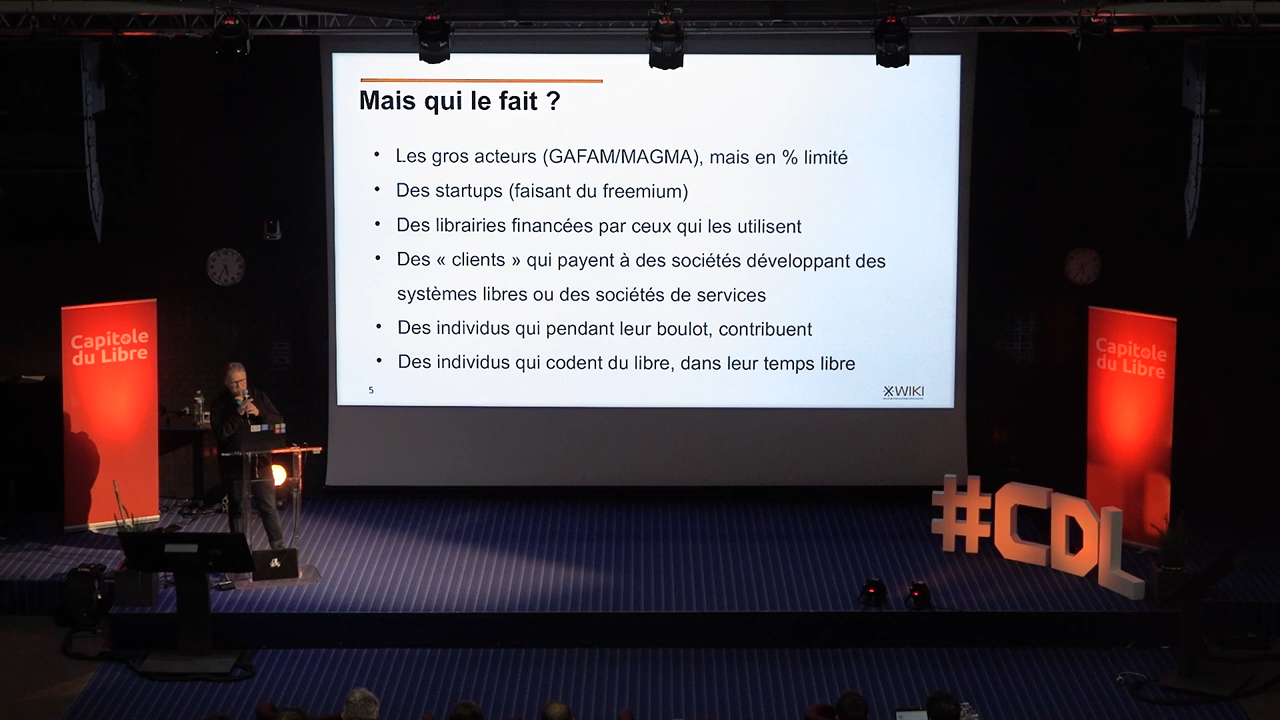 Mais qui le fait ?
• Les gros acteurs (GAFAM/MAGMA), mais en % limité
• Des startups (faisant du freemium)
• Des librairies financées par ceux qui les utilisent
• Des « clients » qui payent à des sociétés développant des
systèmes libres ou des sociétés de services
• Des individus qui pendant leur boulot, contribuent
• Des individus qui codent du libre, dans leur temps libre
5
XWIKI
Capitole
du Libre
Capitole
du Libre
#CDL